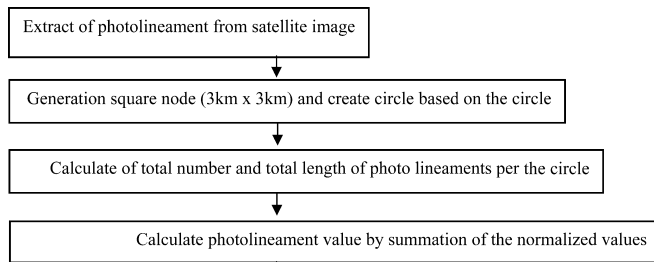 Extract of photolineament from satellite image
Generation square node (3km x 3km) and create circle based on the circle
Calculate of total number and total length of photo lineaments per the circle
Calculate photolineament value by summation of the normalized values